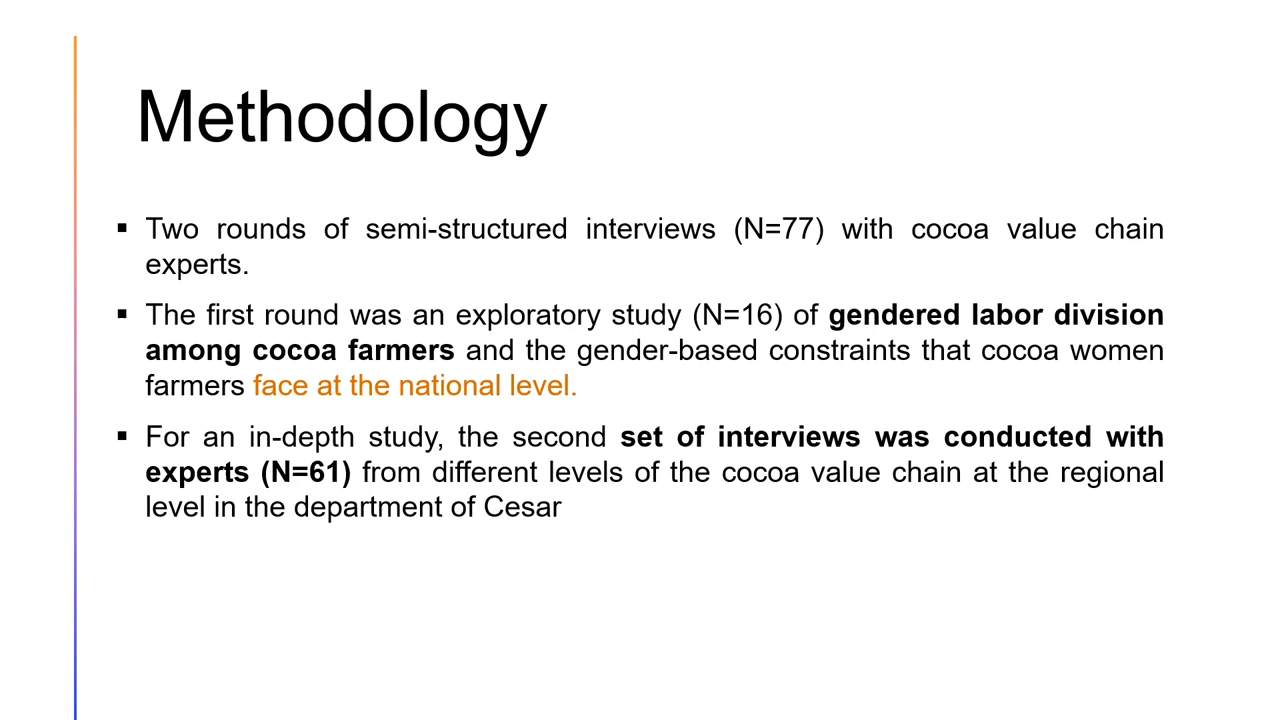 Methodology
▪ Two rounds of semi-structured interviews (N=77) with cocoa value chain
experts.
▪ The first round was an exploratory study (N=16) of gendered labor division
among cocoa farmers and the gender-based constraints that cocoa women
farmers face at the national level.
▪ For an in-depth study, the second set of interviews was conducted with
experts (N=61) from different levels of the cocoa value chain at the regional
level in the department of Cesar